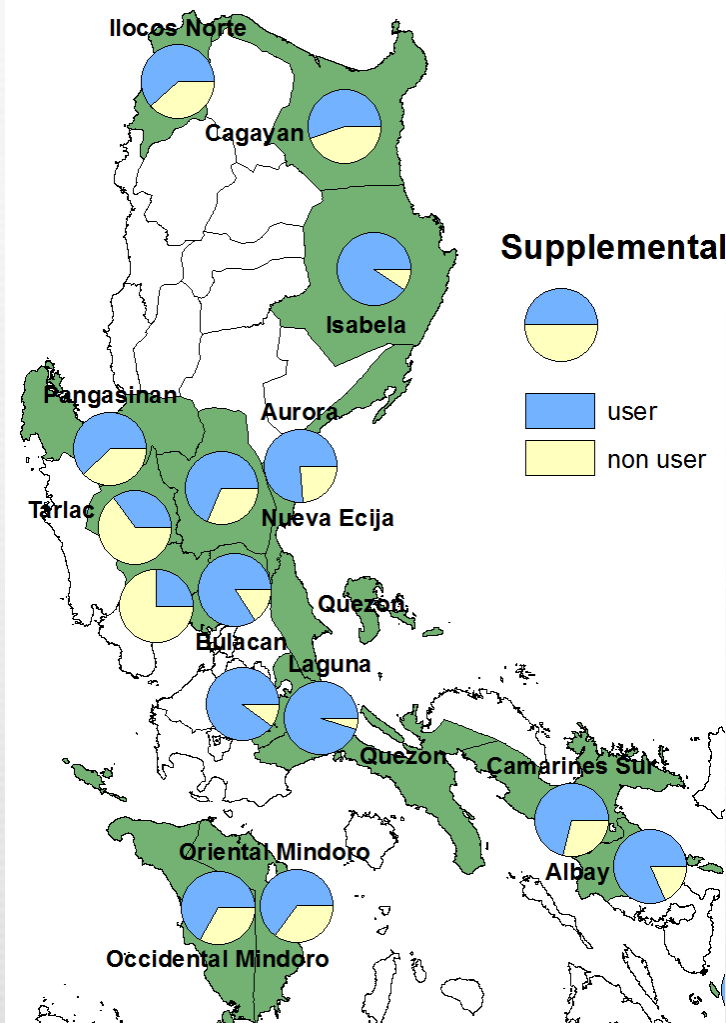 Ilocos Norte
Cagayan
Supplemental
Isabela
Pangasinan
Aurora
user
non user
Tarlac
Nueva Ecija
Quezon
Bulacan
Laguna
Quezon
Camarines Sur
Oriental Mindoro
Albay
Occidental Mindoro